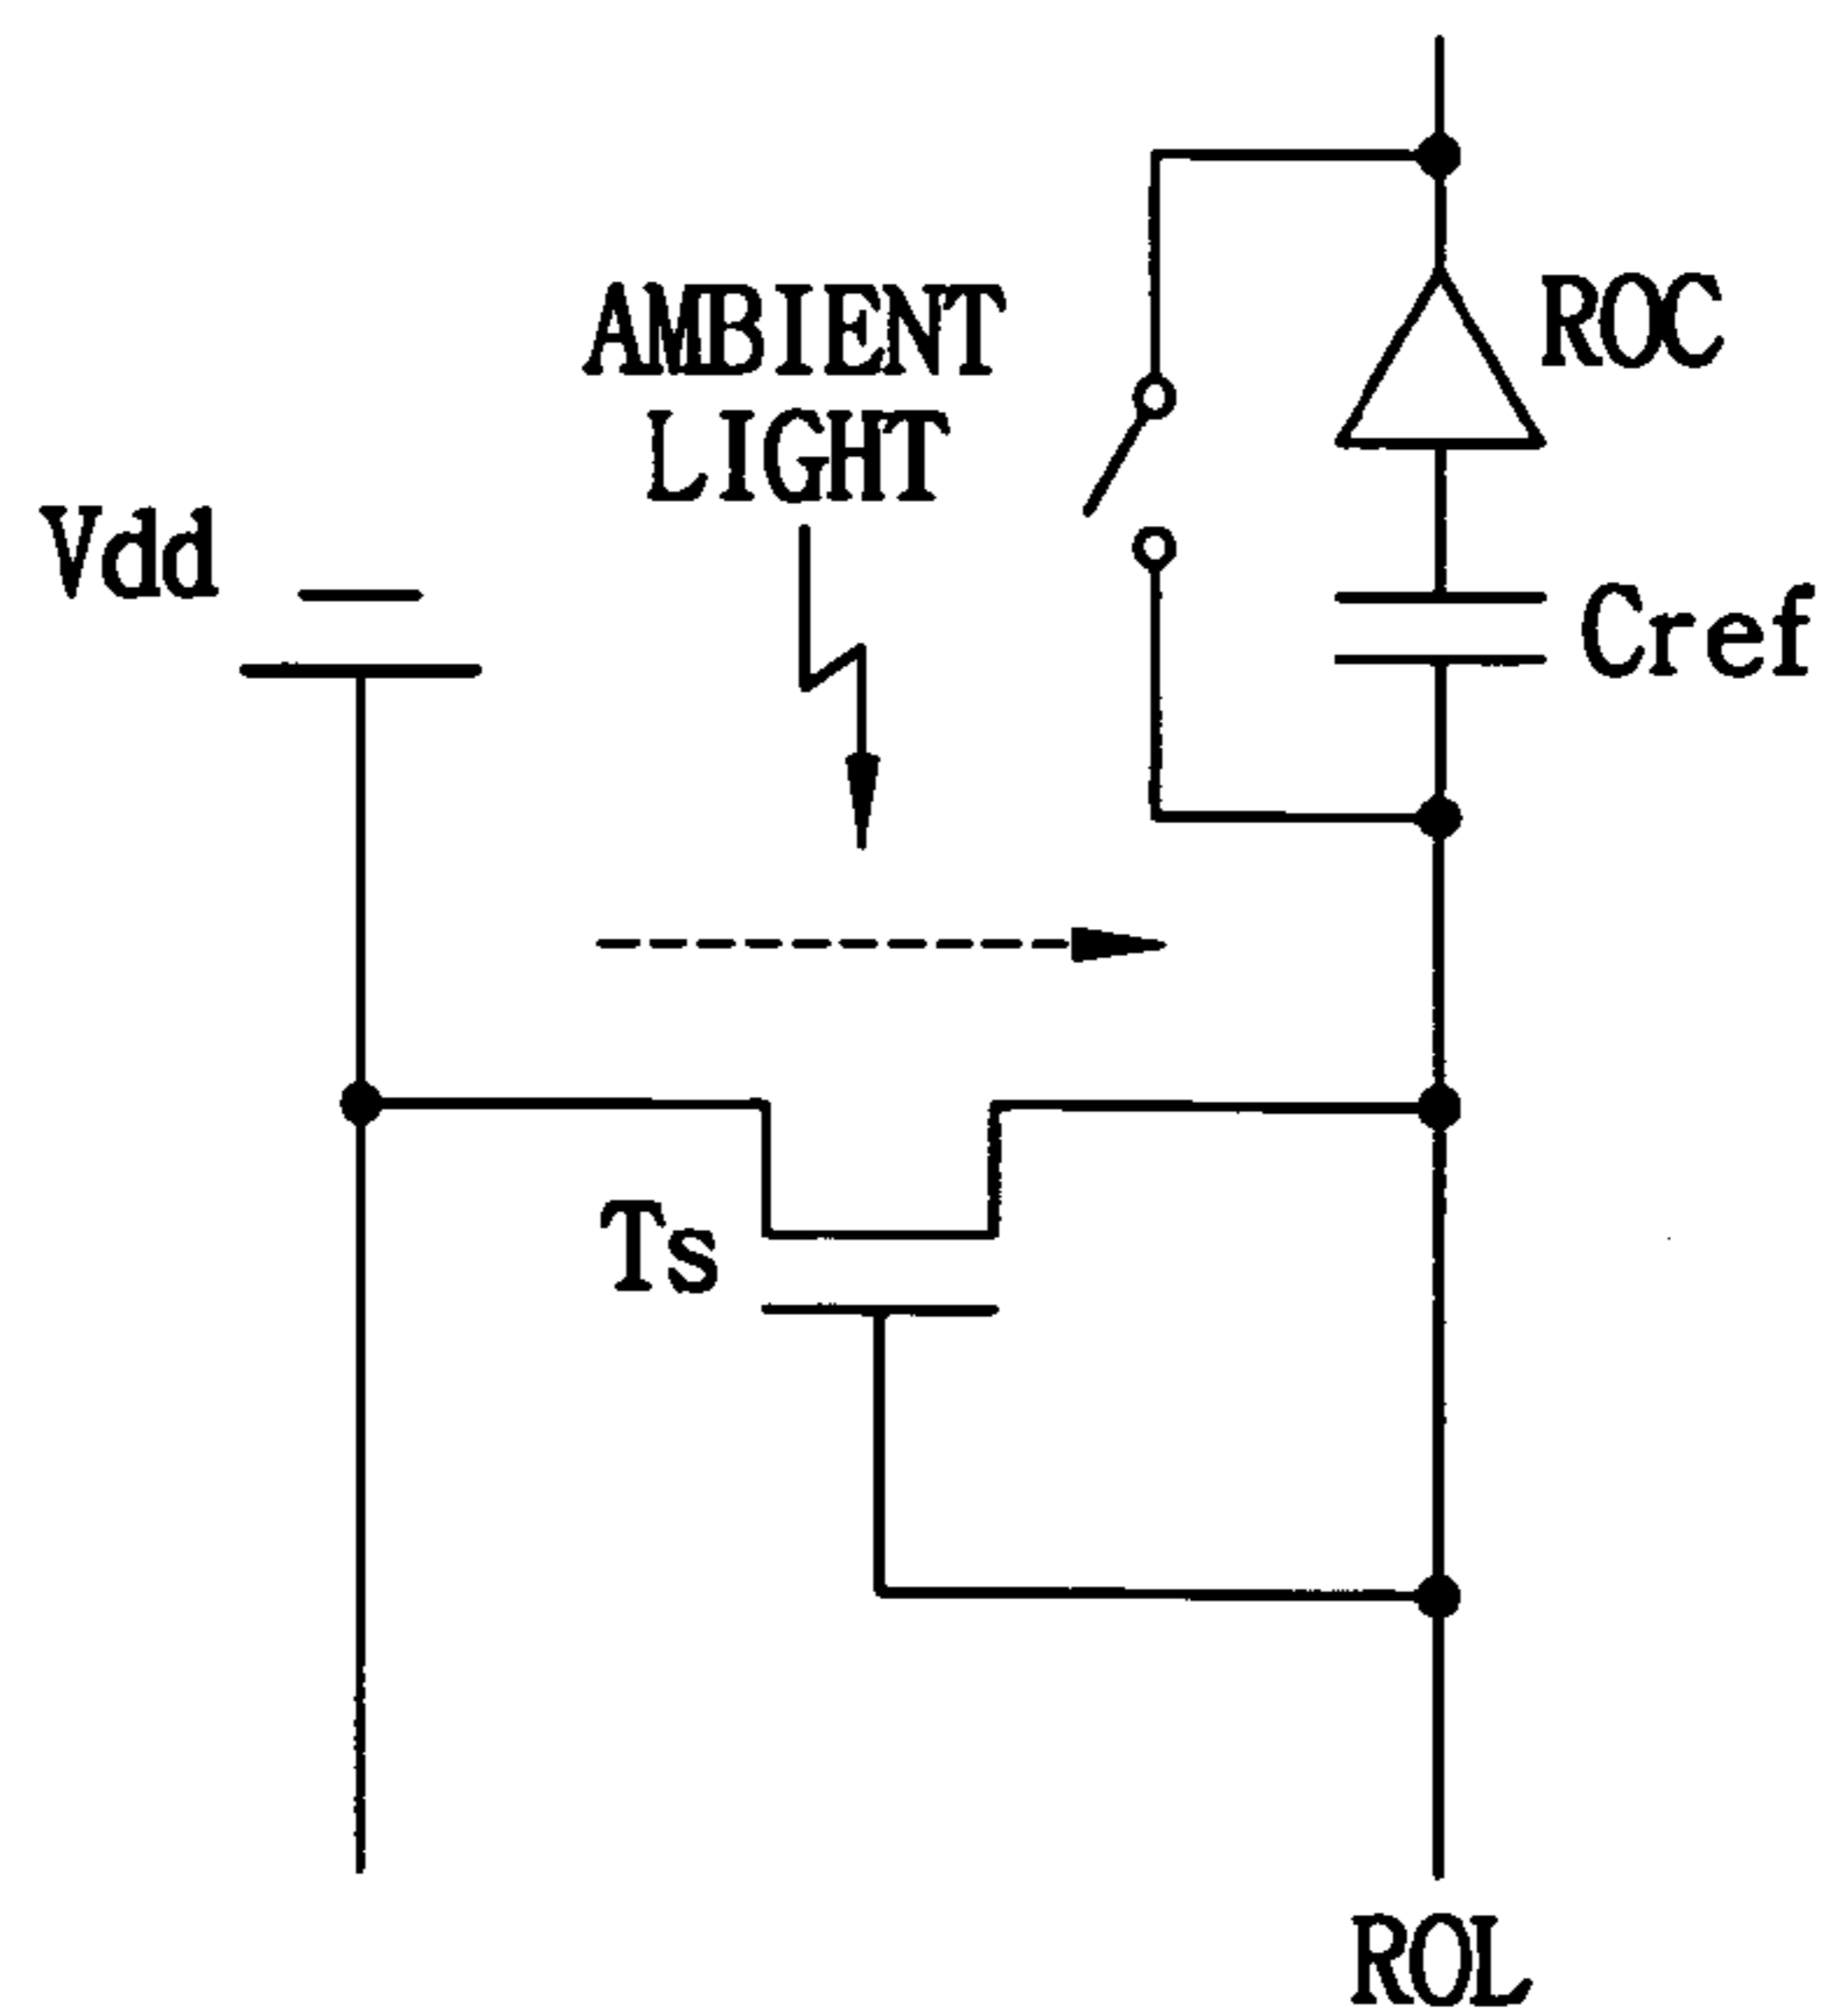 ROC
AMBIENT
LIGHT
Vdd
Cref
Ts
ROL